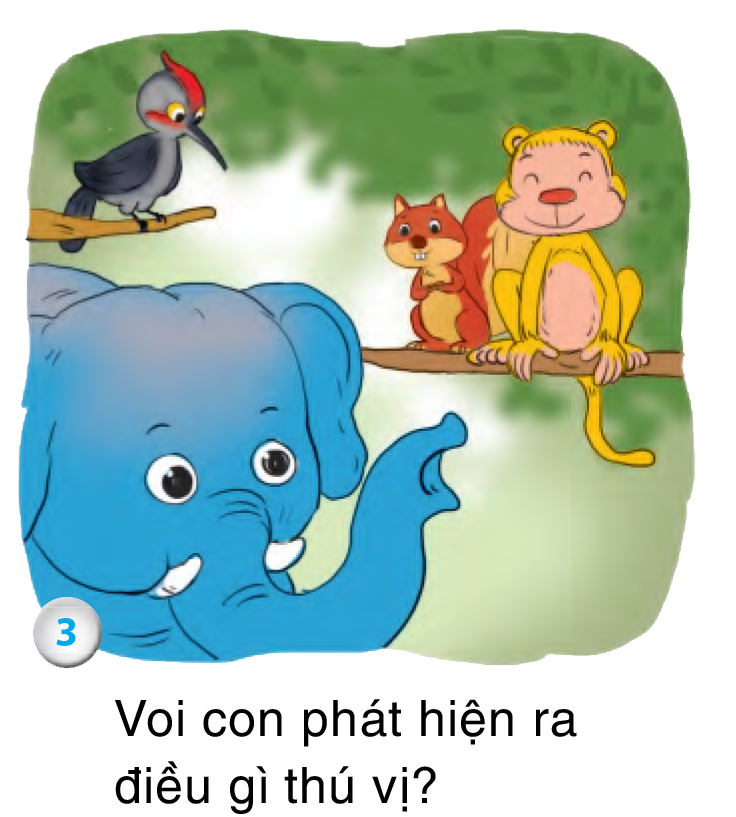 3
Voi con phát hiện ra
điều gì thú vị?